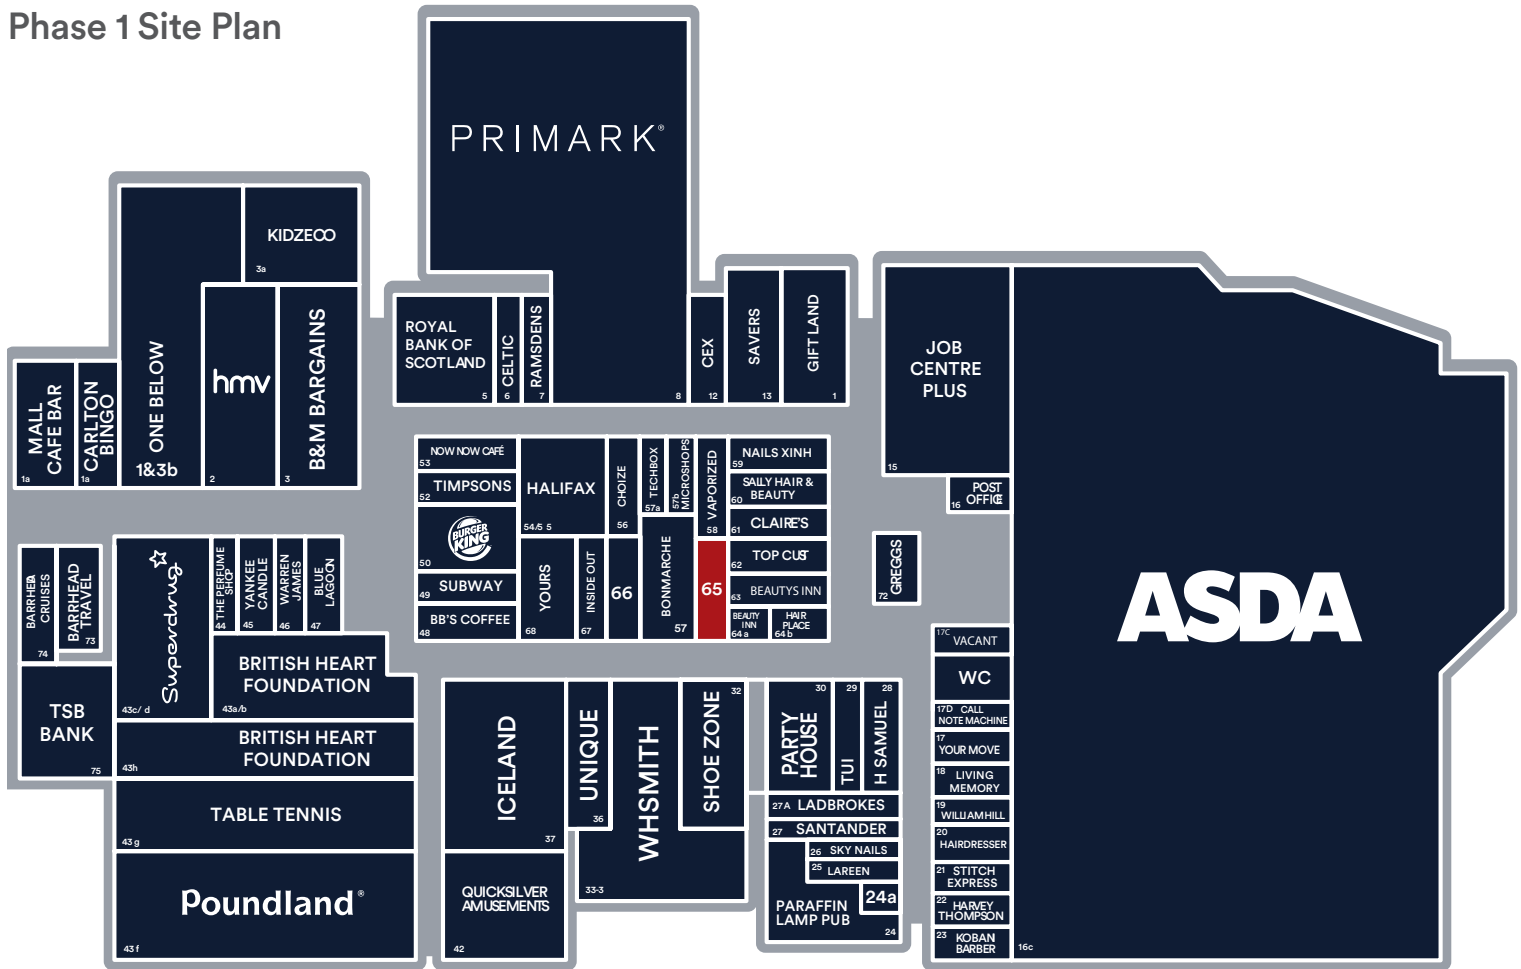 Phase 1 Site Plan
PRIMARK®
8
KIDZECO
3a
ONE BELOW
1&3b
hmv
2
B&M BARGAINS
3
MALL
CAFE BAR
1a
CARLTON
BINGO
1a
ROYAL
BANK OF
SCOTLAND
5
CELTIC
6
RAMSDENS
7
CEX
12
SAVERS
13
GIFT LAND
1
JOB
CENTRE
PLUS
15
POST
OFFICE
16
ASDA
16c
NOW NOW CAFÉ
53
TIMPSONS
52
BURGER
KING
50
SUBWAY
49
BB'S COFFEE
48
HALIFAX
54/5 5
CHOIZE
56
TECHBOX
57a
MICROSHOPS
57b
VAPORIZED
58
NAILS XINH
59
SALLY HAIR &
BEAUTY
60
CLAIRE'S
61
TOP CUT
62
BEAUTYS INN
63
BEAUTY
INN
64 a
HAIR
PLACE
64 b
YOURS
68
INSIDE OUT
67
66
BONMARCHE
57
65
GREGGS
72
BARRHEAD
CRUISES
74
BARRHEAD
TRAVEL
73
TSB
BANK
75
Superdrug
43c/ d
THE PERFUME
SHOP
44
YANKEE
CANDLE
45
WARREN
JAMES
46
BLUE
LAGOON
47
BRITISH HEART
FOUNDATION
43a/b
BRITISH HEART
FOUNDATION
43h
TABLE TENNIS
43 g
Poundland®
43 f
ICELAND
37
UNIQUE
36
WHSMITH
33-3
SHOE ZONE
32
QUICKSILVER
AMUSEMENTS
42
PARTY
HOUSE
30
TUI
29
H SAMUEL
28
27A LADBROKES
27 SANTANDER
26 SKY NAILS
25 LAREEN
24a
PARAFFIN
LAMP PUB
24
17C
VACANT
WC
17D CALL
NOTE MACHINE
17
YOUR MOVE
18 LIVING
MEMORY
19
WILLIAMHILL
20
HAIRDRESSER
21 STITCH
EXPRESS
22 HARVEY
THOMPSON
23 KOBAN
BARBER